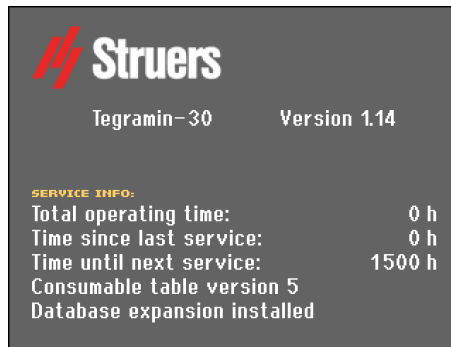 Struers
Tegramin-30 Version 1.14
SERVICE INFO:
Total operating time: 0 h
Time since last service: 0 h
Time until next service: 1500 h
Consumable table version 5
Database expansion installed